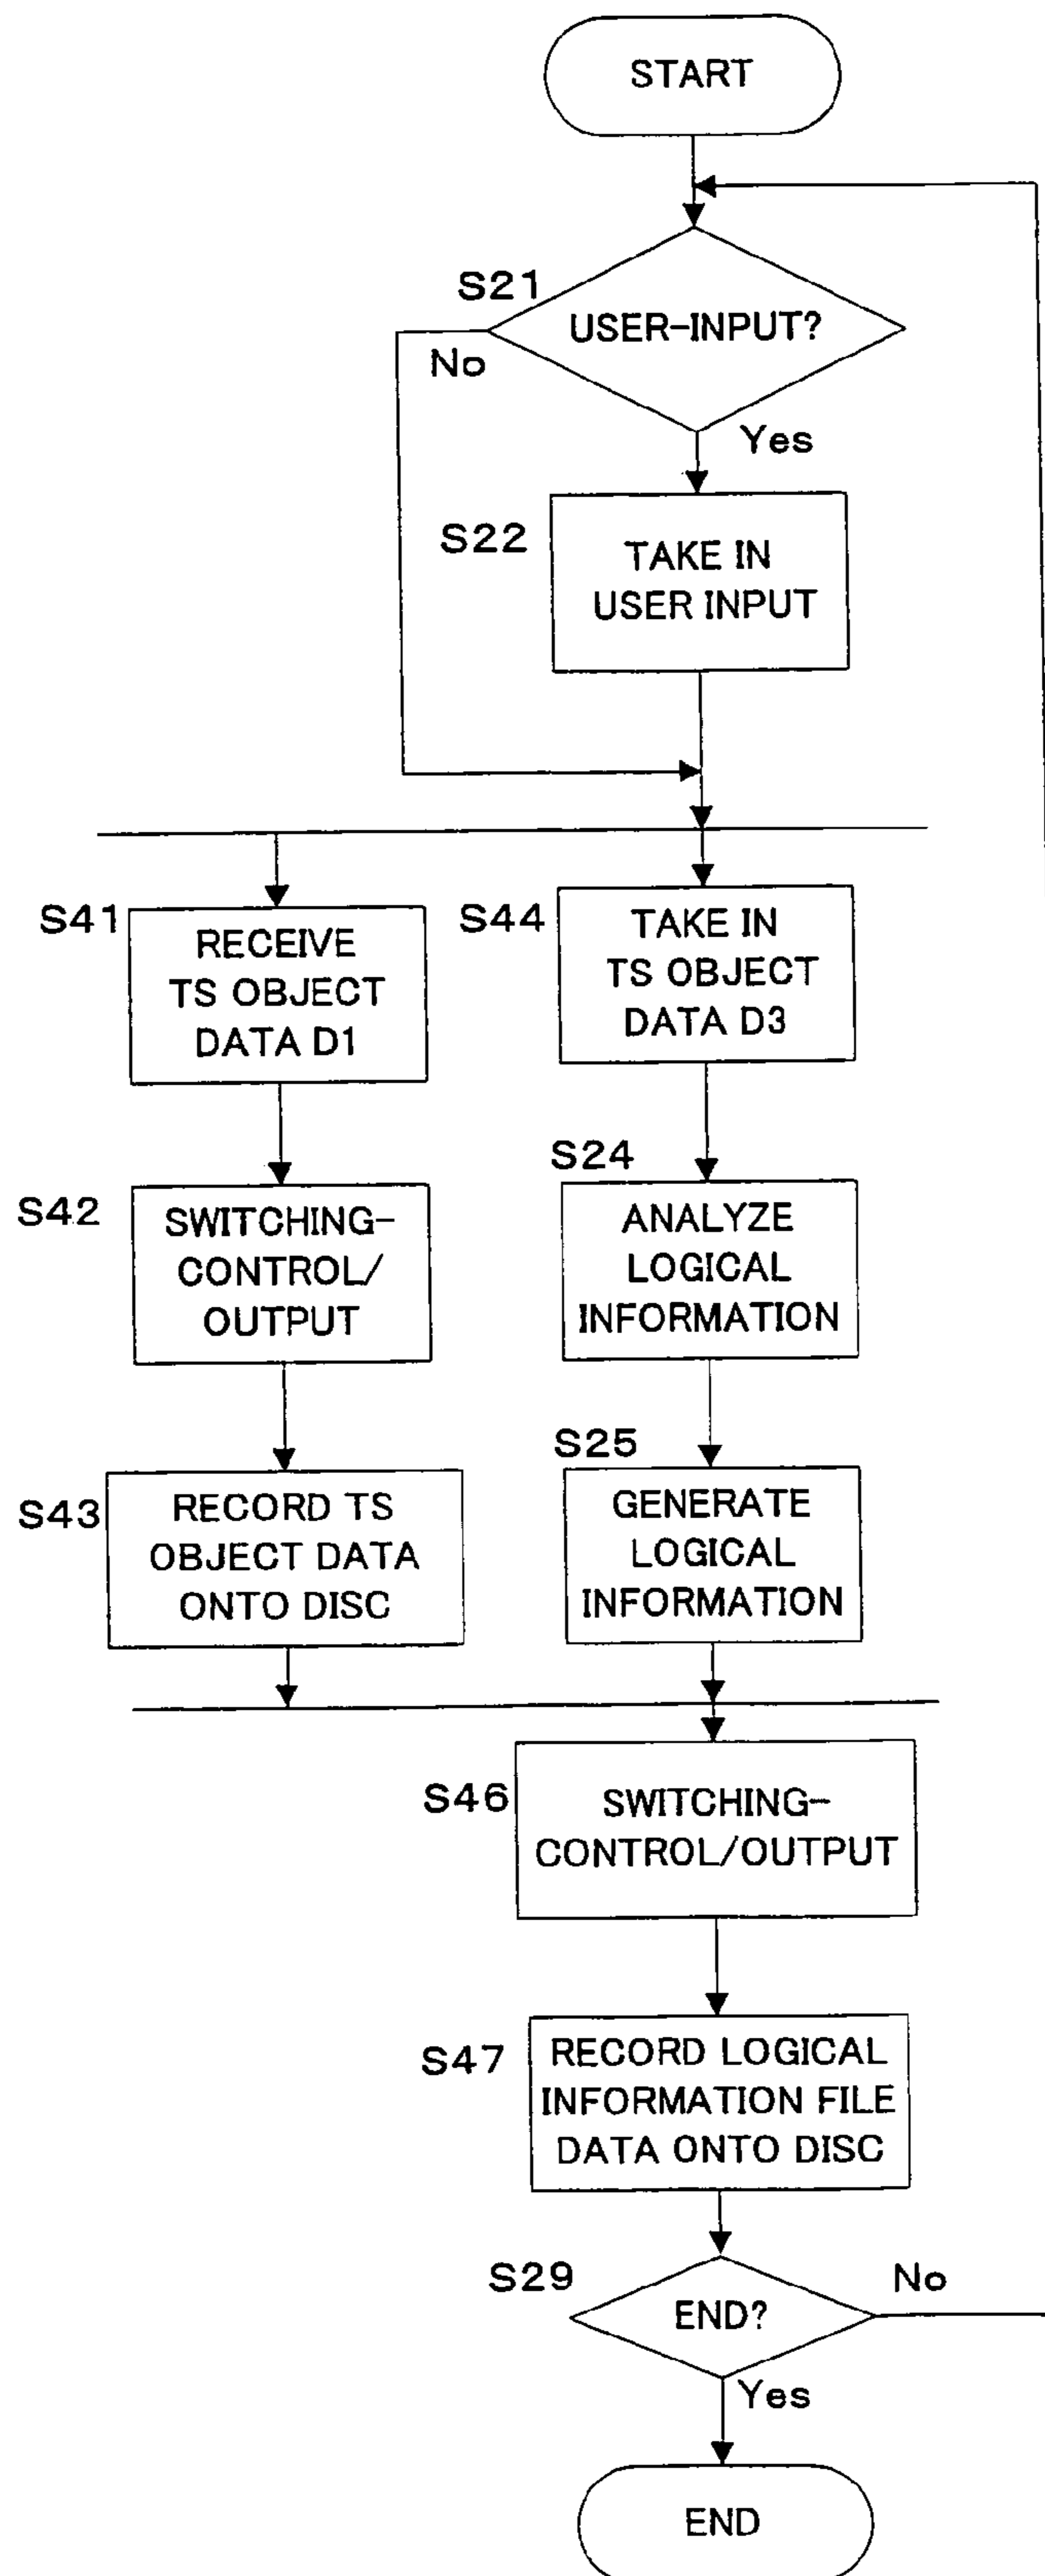 START
S21
USER-INPUT?
No
Yes
S22
TAKE IN
USER INPUT
S41
RECEIVE
TS OBJECT
DATA D1
S44
TAKE IN
TS OBJECT
DATA D3
S42
SWITCHING-
CONTROL/
OUTPUT
S24
ANALYZE
LOGICAL
INFORMATION
S43
RECORD TS
OBJECT DATA
ONTO DISC
S25
GENERATE
LOGICAL
INFORMATION
S46
SWITCHING-
CONTROL/OUTPUT
S47
RECORD LOGICAL
INFORMATION FILE
DATA ONTO DISC
S29
END?
No
Yes
END